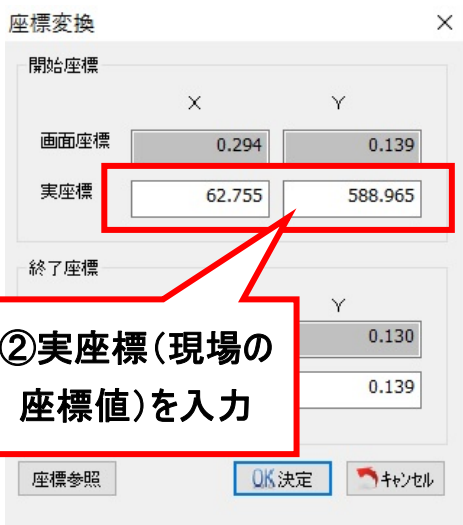 座標変換
開始座標
X Y
画面座標 0.294 0.139
実座標 62.755 588.965
終了座標
Y
0.130
0.139
②実座標(現場の
座標値)を入力
座標参照 OK 決定 キャンセル